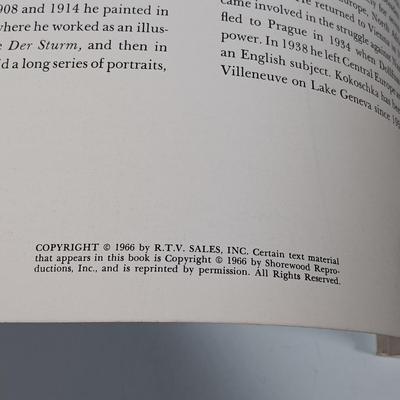 908 and 1914 he painted in
where he worked as an illus-
Der Sturm, and then in
a long series of portraits,
came involved in the struggle against
fled to Prague in 1934 when
power. In 1938 he left Central Europe
an English subject. Kokoschka has
Villeneuve on Lake Geneva since
COPYRIGHT © 1966 by R.T.V. SALES, INC. Certain text material
that appears in this book is Copyright © 1966 by Shorewood Repro-
ductions, Inc., and is reprinted by permission. All Rights Reserved.